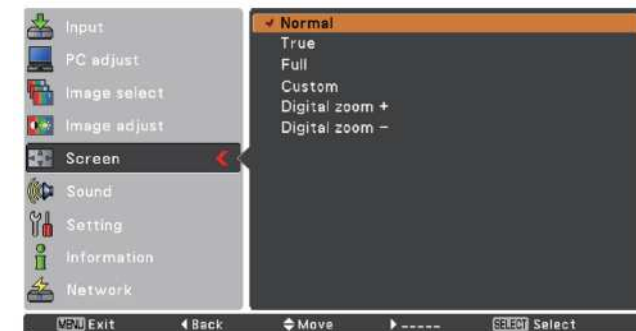 Input
PC adjust
Image select
Image adjust
Screen
Sound
Setting
Information
Network
Normal
True
Full
Custom
Digital zoom +
Digital zoom –
MENU Exit Back Move ----- SELECT Select